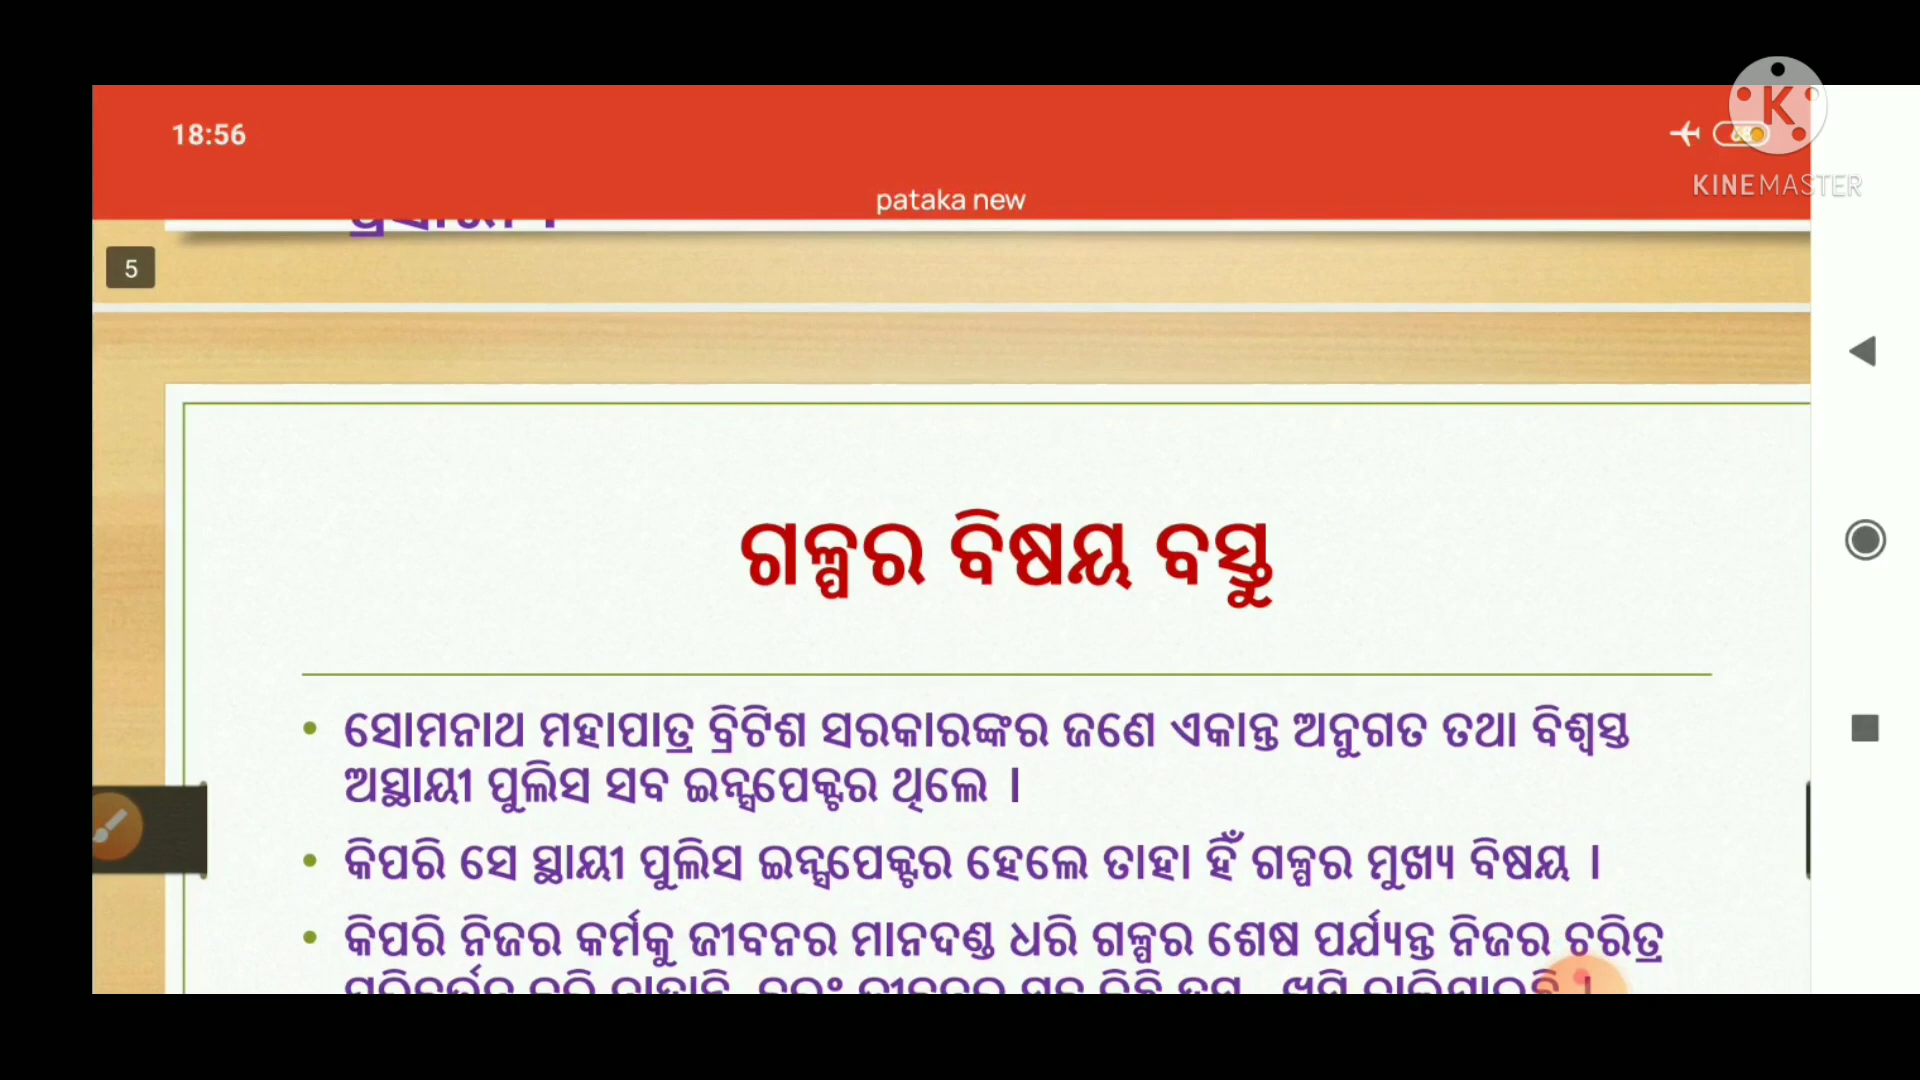 18:56
KINEMASTER
pataka new
5
ଗଳ୍ପର ବିଷୟ ବସ୍ତୁ
• ସୋମନାଥ ମହାପାତ୍ର ବ୍ରିଟିଶ ସରକାରଙ୍କର ଜଣେ ଏକାନ୍ତ ଅନୁଗତ ତଥା ବିଶ୍ୱସ୍ତ
ଅସ୍ଥାୟୀ ପୁଲିସ ସବ ଇନ୍ସପେକ୍ଟର ଥିଲେ ।
• କିପରି ସେ ସ୍ଥାୟୀ ପୁଲିସ ଇନ୍ସପେକ୍ଟର ହେଲେ ତାହା ହିଁ ଗଳ୍ପର ମୁଖ୍ୟ ବିଷୟ ।
• କିପରି ନିଜର କର୍ମକୁ ଜୀବନର ମାନଦଣ୍ଡ ଧରି ଗଳ୍ପର ଶେଷ ପର୍ଯ୍ୟନ୍ତ ନିଜର ଚରିତ୍ର